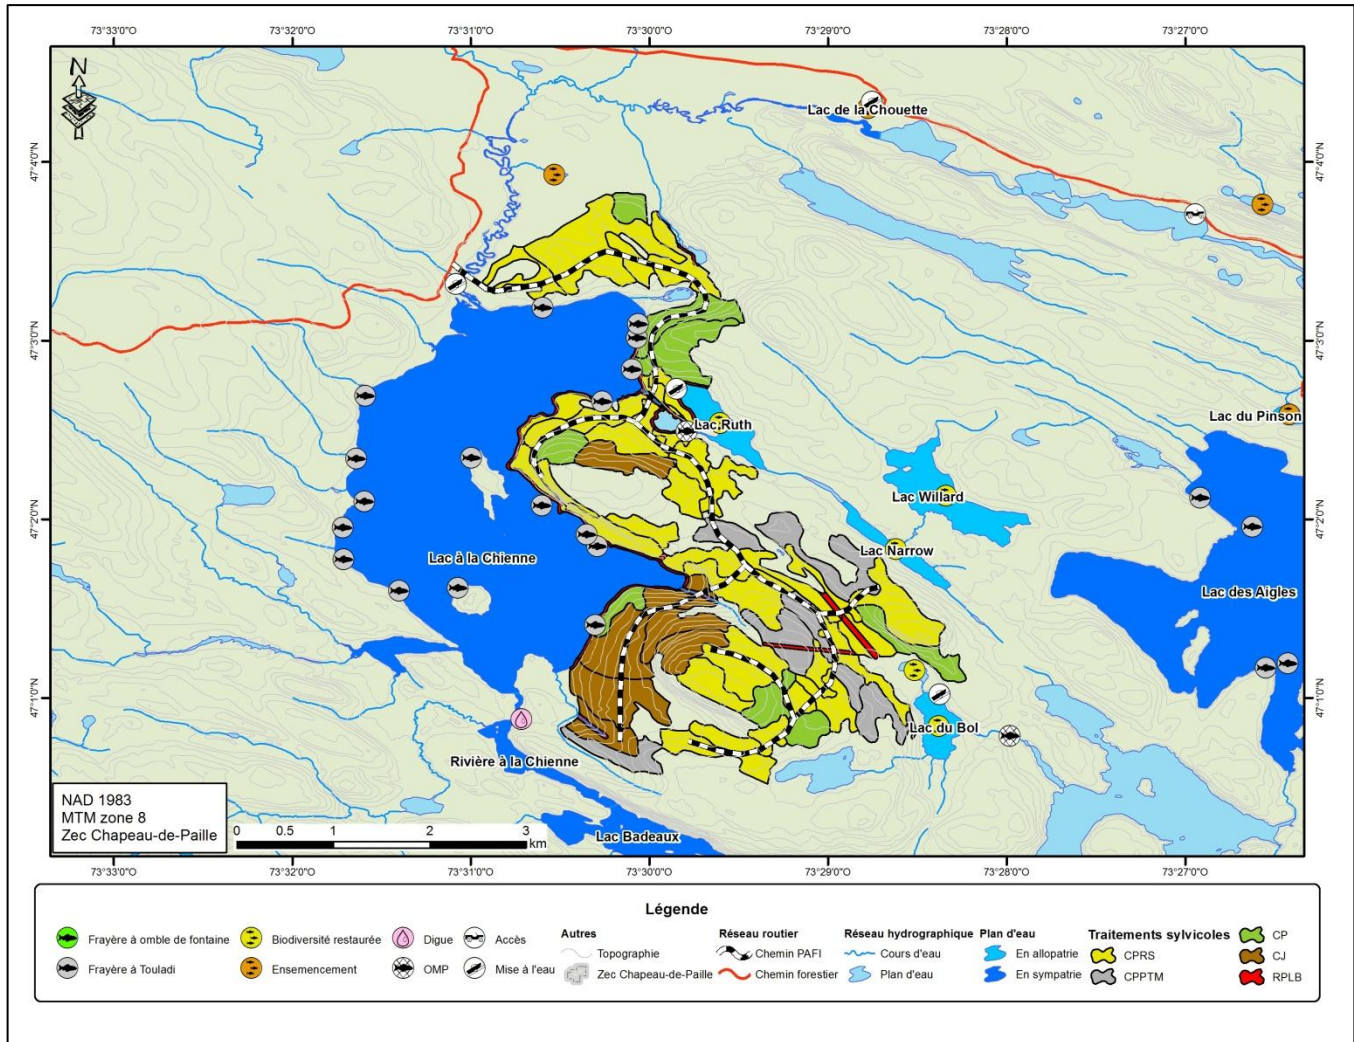 73°33'0"O 73°32'0"O 73°31'0"O 73°30'0"O 73°29'0"O 73°28'0"O 73°27'0"O
N
Lac de la Chouette
47°4'0"N 47°4'0"N
47°3'0"N 47°3'0"N
Lac du Pinson
Lac Ruth
Lac Willard
47°2'0"N 47°2'0"N
Lac Narrow
Lac à la Chienne
Lac des Aigles
47°1'0"N 47°1'0"N
Lac du Bol
Rivière à la Chienne
NAD 1983
MTM zone 8
Zec Chapeau-de-Paille
0 0.5 1 2 3
km
Lac Badeaux
73°33'0"O 73°32'0"O 73°31'0"O 73°30'0"O 73°29'0"O 73°28'0"O 73°27'0"O
Légende
Frayère à omble de fontaine
Frayère à Touladi
Biodiversité restaurée
Ensemencement
Digue
OMP
Accès
Mise à l'eau
Autres
Topographie
Zec Chapeau-de-Paille
Réseau routier
Chemin PAFI
Chemin forestier
Réseau hydrographique
Cours d'eau
Plan d'eau
Plan d'eau
En allopatrie
En sympatrie
Traitements sylvicoles
CPRS
CPPTM
CP
CJ
RPLB